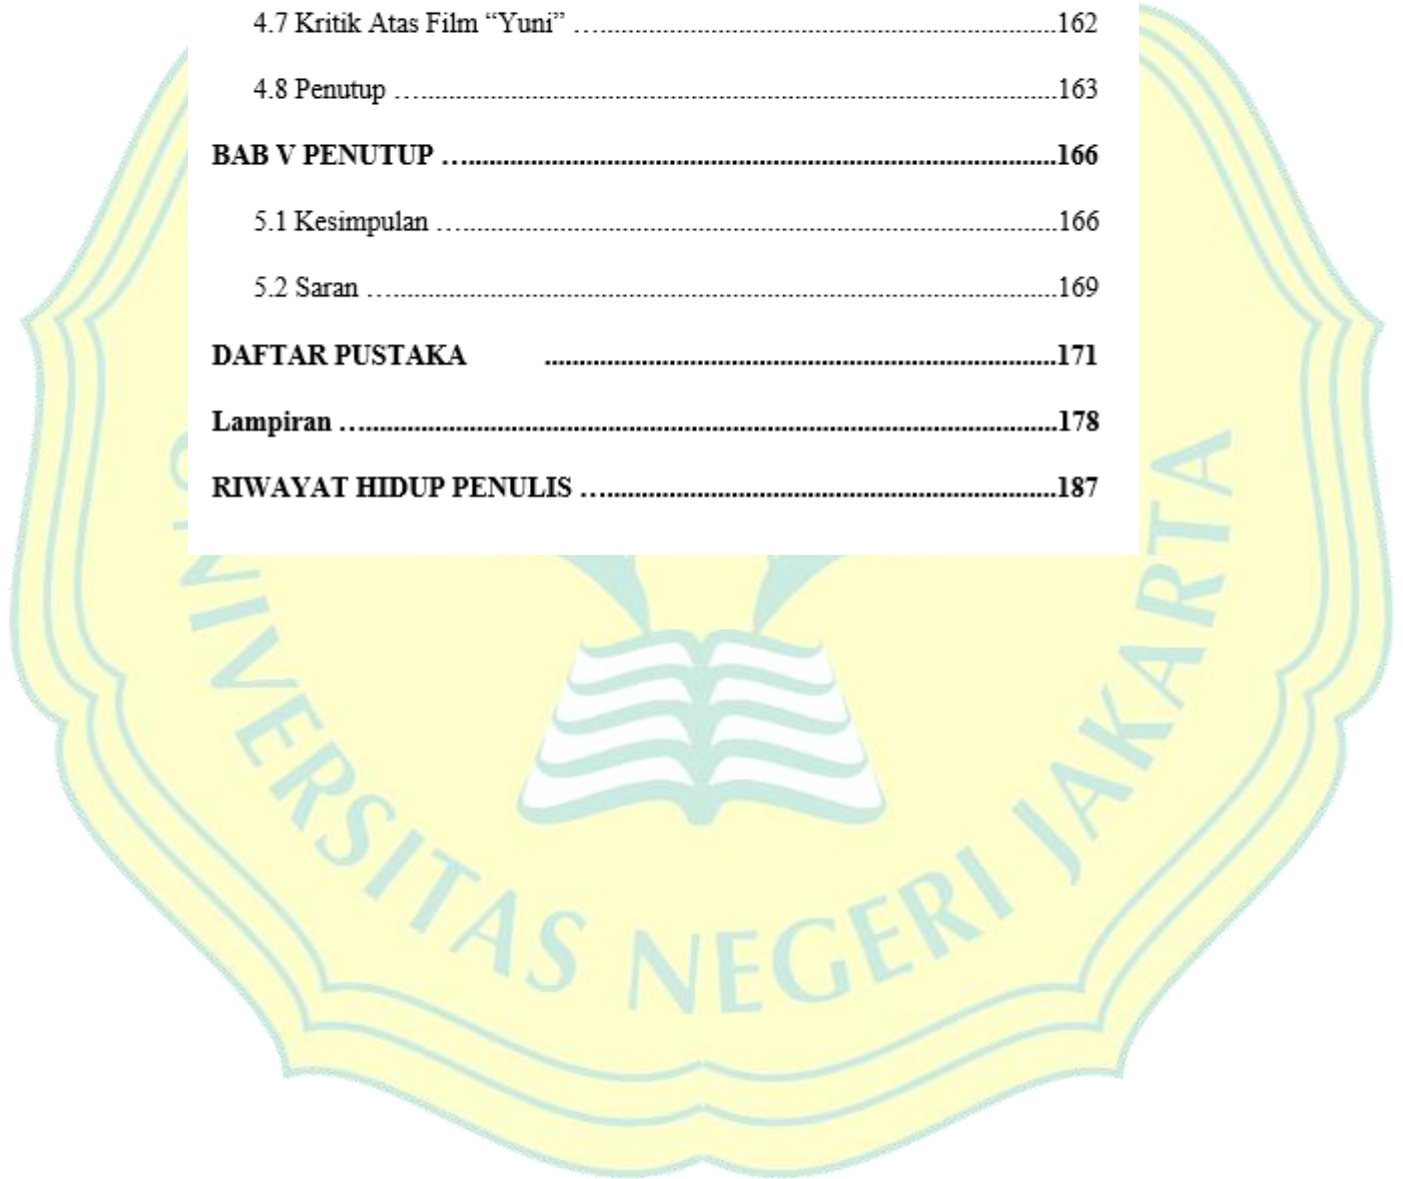 4.7 Kritik Atas Film “Yuni” ….......................................................................162
4.8 Penutup ….......................................................................163
BAB V PENUTUP ….......................................................................166
5.1 Kesimpulan ….......................................................................166
5.2 Saran ….......................................................................169
DAFTAR PUSTAKA .......................................................................171
Lampiran ….......................................................................178
RIWAYAT HIDUP PENULIS ….......................................................................187
UNIVERSITAS NEGERI JAKARTA